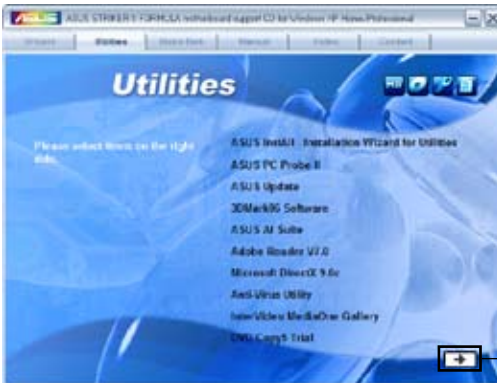 ASUS STRIKER II FORMULA motherboard support CD for Windows XP Home/Professional
Drivers Utilities Make Disk Manual Video Contact
Utilities
Please select items on the right side.
ASUS InstAll - Installation Wizard for Utilities
ASUS PC Probe II
ASUS Update
3DMark06 Software
ASUS AI Suite
Adobe Reader V7.0
Microsoft DirectX 9.0c
Anti-Virus Utility
InterVideo MediaOne Gallery
DVD Copy5 Trial